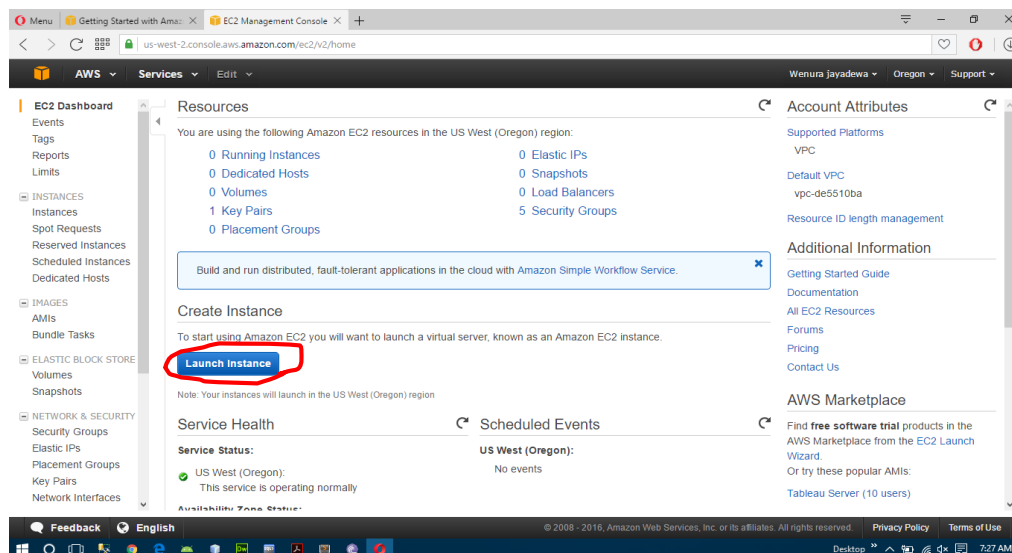 Menu
Getting Started with Ama
EC2 Management Console
us-west-2.console.aws.amazon.com/ec2/v2/home
AWS
Services
Edit
Wenura jayadewa
Oregon
Support
EC2 Dashboard
Events
Tags
Reports
Limits
INSTANCES
Instances
Spot Requests
Reserved Instances
Scheduled Instances
Dedicated Hosts
IMAGES
AMIs
Bundle Tasks
ELASTIC BLOCK STORE
Volumes
Snapshots
NETWORK & SECURITY
Security Groups
Elastic IPs
Placement Groups
Key Pairs
Network Interfaces
Resources
You are using the following Amazon EC2 resources in the US West (Oregon) region:
0 Running Instances
0 Elastic IPs
0 Dedicated Hosts
0 Snapshots
0 Volumes
0 Load Balancers
1 Key Pairs
5 Security Groups
0 Placement Groups
Build and run distributed, fault-tolerant applications in the cloud with Amazon Simple Workflow Service.
Create Instance
To start using Amazon EC2 you will want to launch a virtual server, known as an Amazon EC2 instance.
Launch Instance
Note: Your instances will launch in the US West (Oregon) region
Service Health
Service Status:
US West (Oregon):
This service is operating normally
Availability Zone Status:
Scheduled Events
US West (Oregon):
No events
Account Attributes
Supported Platforms
VPC
Default VPC
vpc-de5510ba
Resource ID length management
Additional Information
Getting Started Guide
Documentation
All EC2 Resources
Forums
Pricing
Contact Us
AWS Marketplace
Find free software trial products in the
AWS Marketplace from the EC2 Launch
Wizard.
Or try these popular AMIs:
Tableau Server (10 users)
Feedback
English
© 2008 - 2016, Amazon Web Services, Inc. or its affiliates. All rights reserved.
Privacy Policy
Terms of Use
Dw
Desktop
7:27 AM